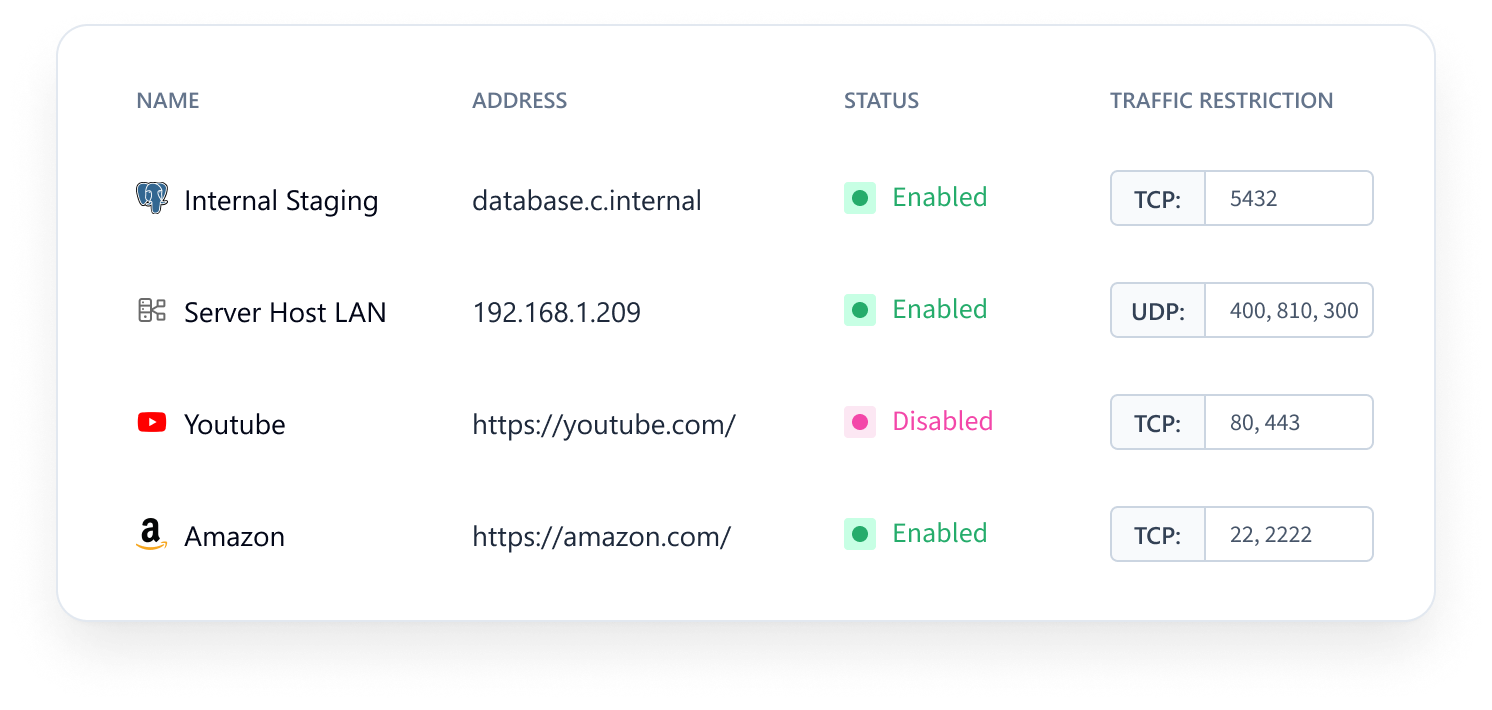 NAME ADDRESS STATUS TRAFFIC RESTRICTION
Internal Staging database.c.internal Enabled TCP: 5432
Server Host LAN 192.168.1.209 Enabled UDP: 400, 810, 300
Youtube https://youtube.com/ Disabled TCP: 80, 443
a Amazon https://amazon.com/ Enabled TCP: 22, 2222